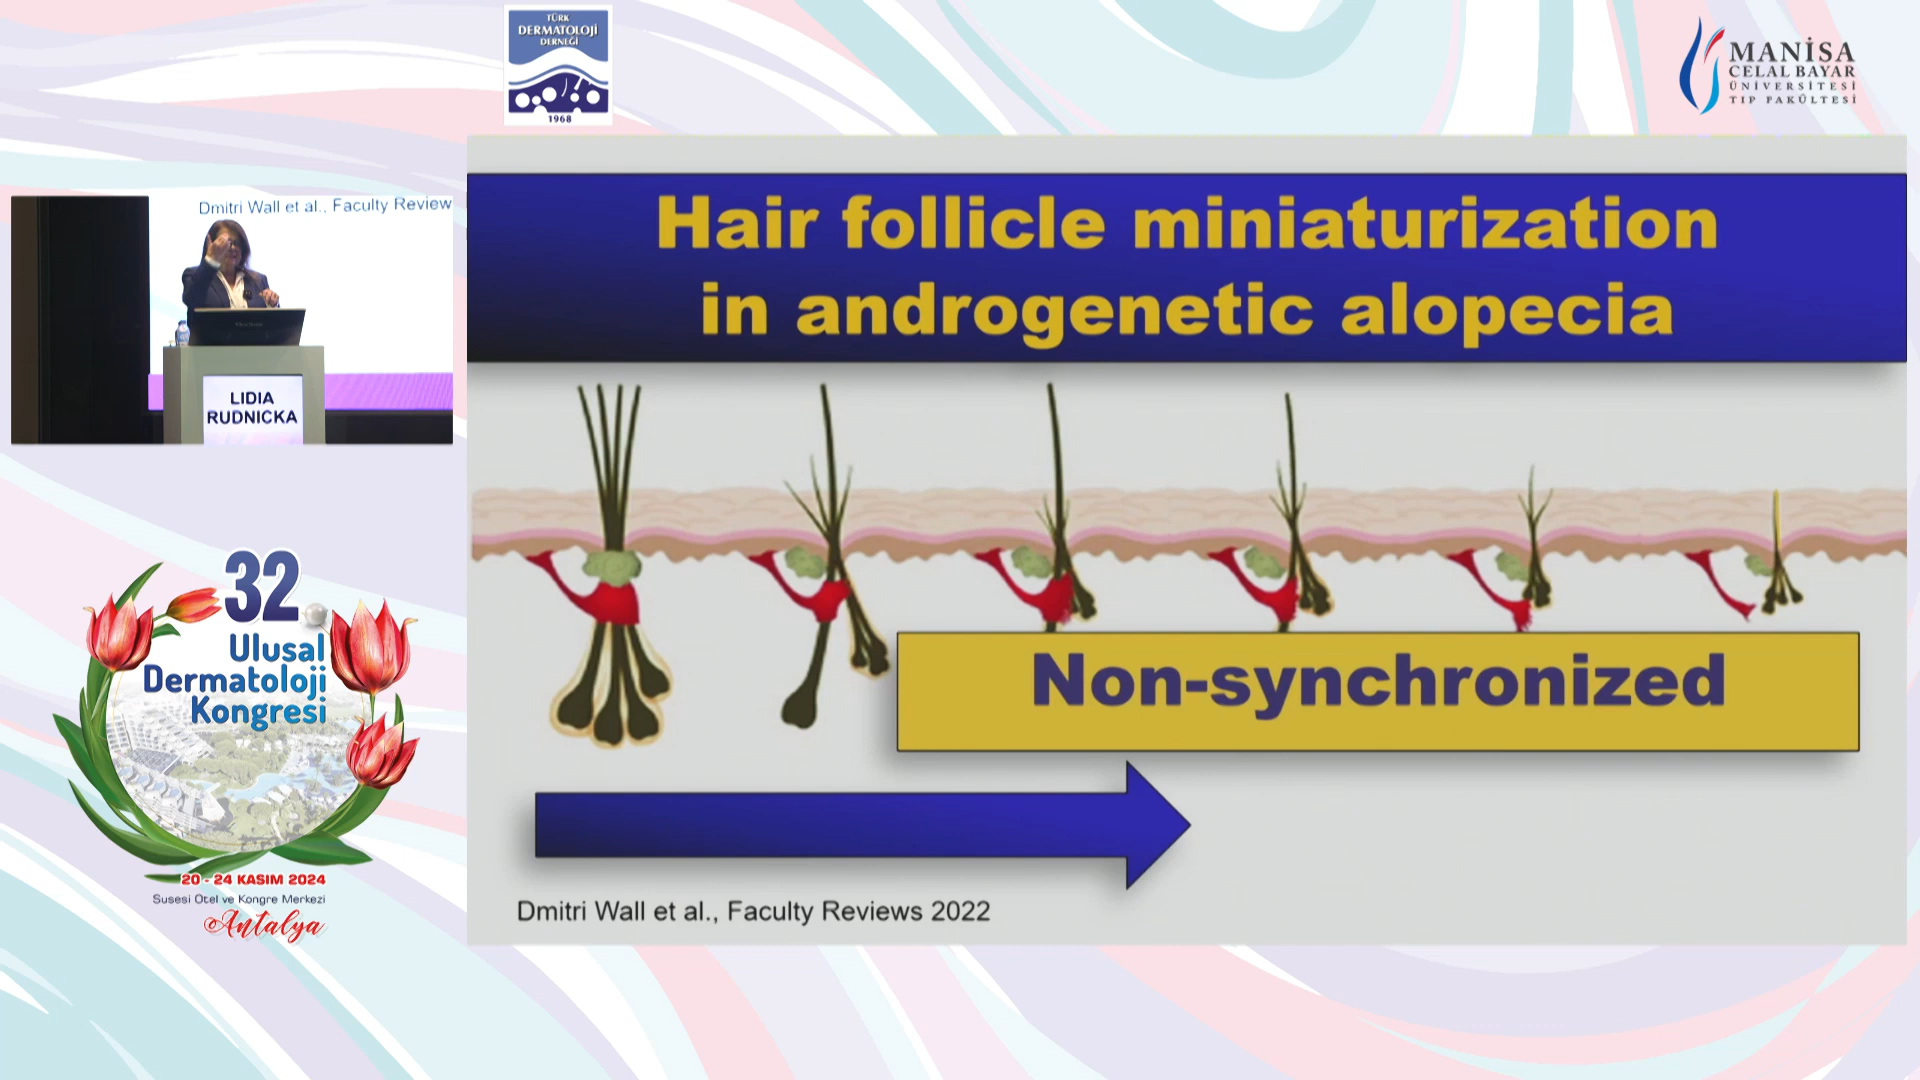 TÜRK
DERMATOLOJİ
DERNEĞİ
1968
MANİSA
CELAL BAYAR
ÜNİVERSİTESİ
TIP FAKÜLTESİ
Dmitri Wall et al., Faculty Review
LIDIA
RUDNICKA
Hair follicle miniaturization
in androgenetic alopecia
Non-synchronized
Dmitri Wall et al., Faculty Reviews 2022
32.
Ulusal
Dermatoloji
Kongresi
20 - 24 KASIM 2024
Susesi Otel ve Kongre Merkezi
Antalya